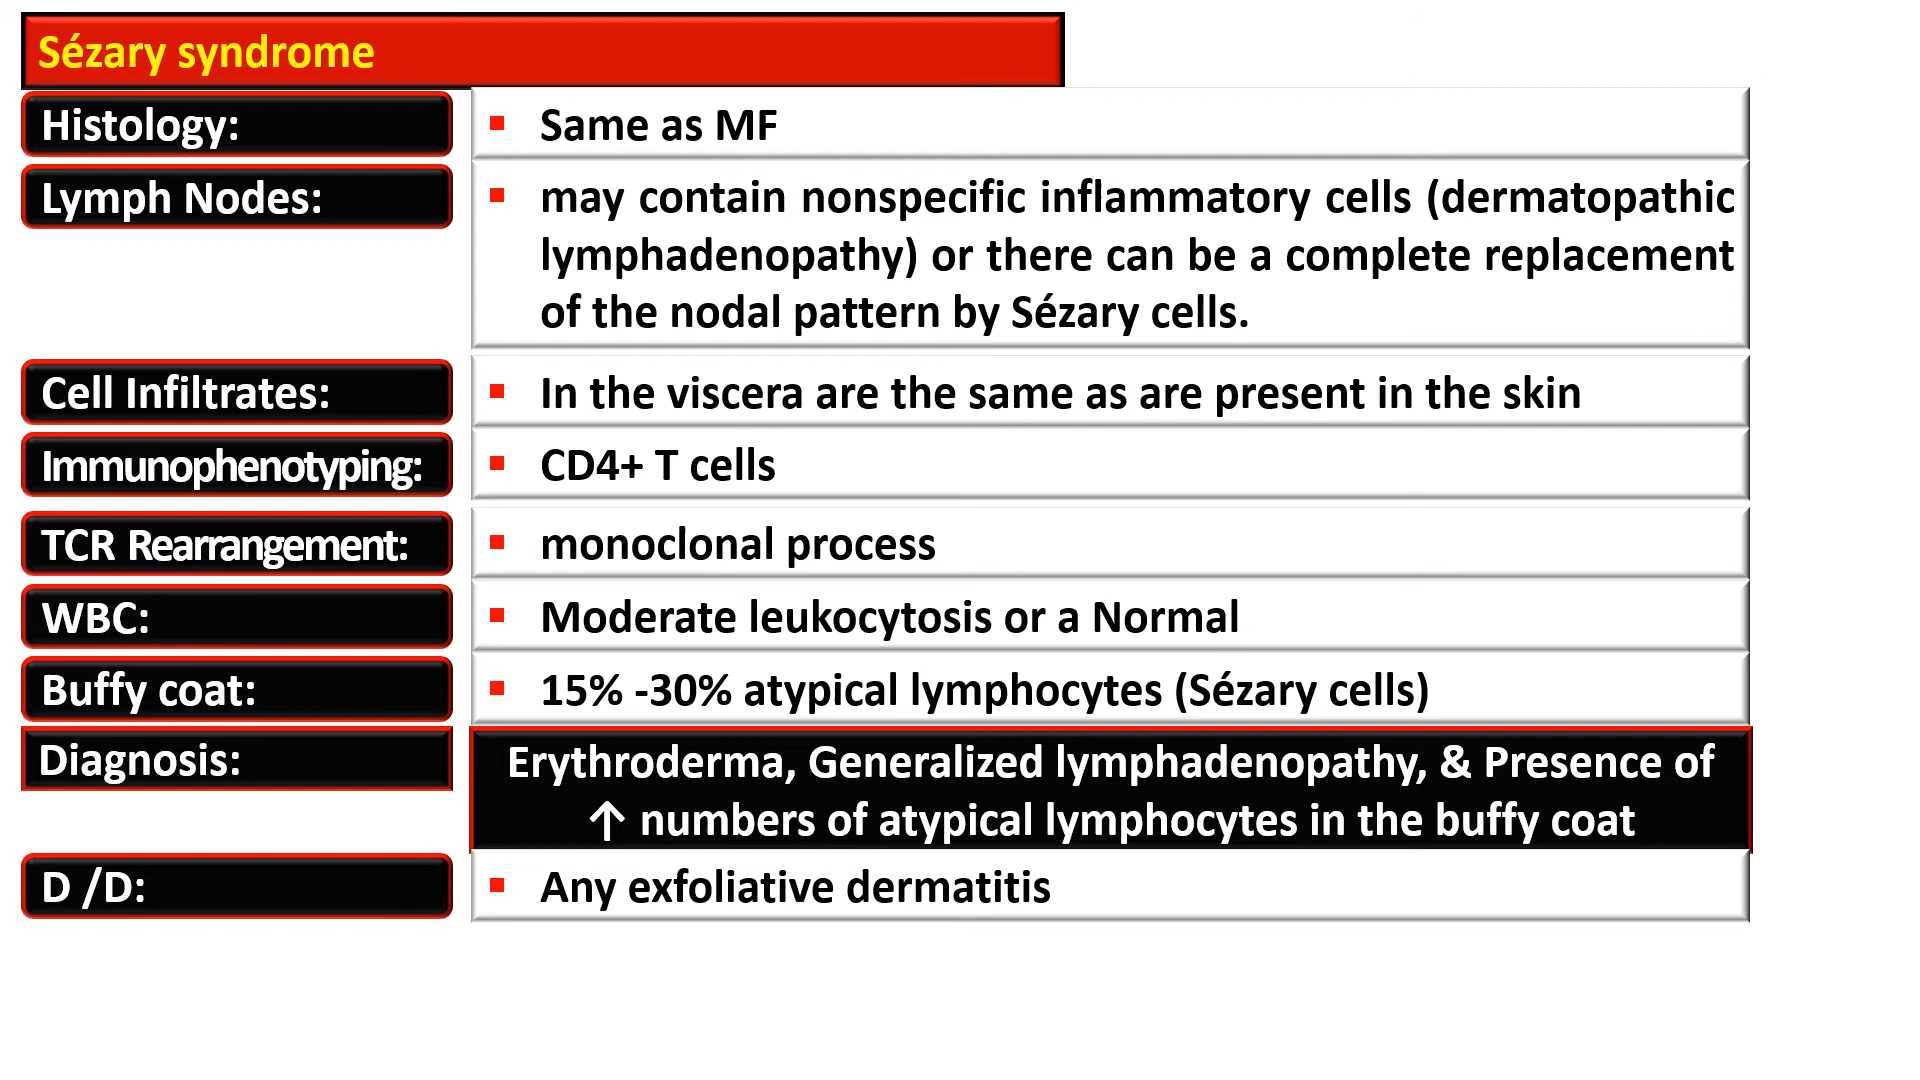 Sézary syndrome
Histology:
▪ Same as MF
Lymph Nodes:
▪ may contain nonspecific inflammatory cells (dermatopathic
lymphadenopathy) or there can be a complete replacement
of the nodal pattern by Sézary cells.
Cell Infiltrates:
▪ In the viscera are the same as are present in the skin
Immunophenotyping:
▪ CD4+ T cells
TCR Rearrangement:
▪ monoclonal process
WBC:
▪ Moderate leukocytosis or a Normal
Buffy coat:
▪ 15% -30% atypical lymphocytes (Sézary cells)
Diagnosis:
Erythroderma, Generalized lymphadenopathy, & Presence of
↑ numbers of atypical lymphocytes in the buffy coat
D /D:
▪ Any exfoliative dermatitis